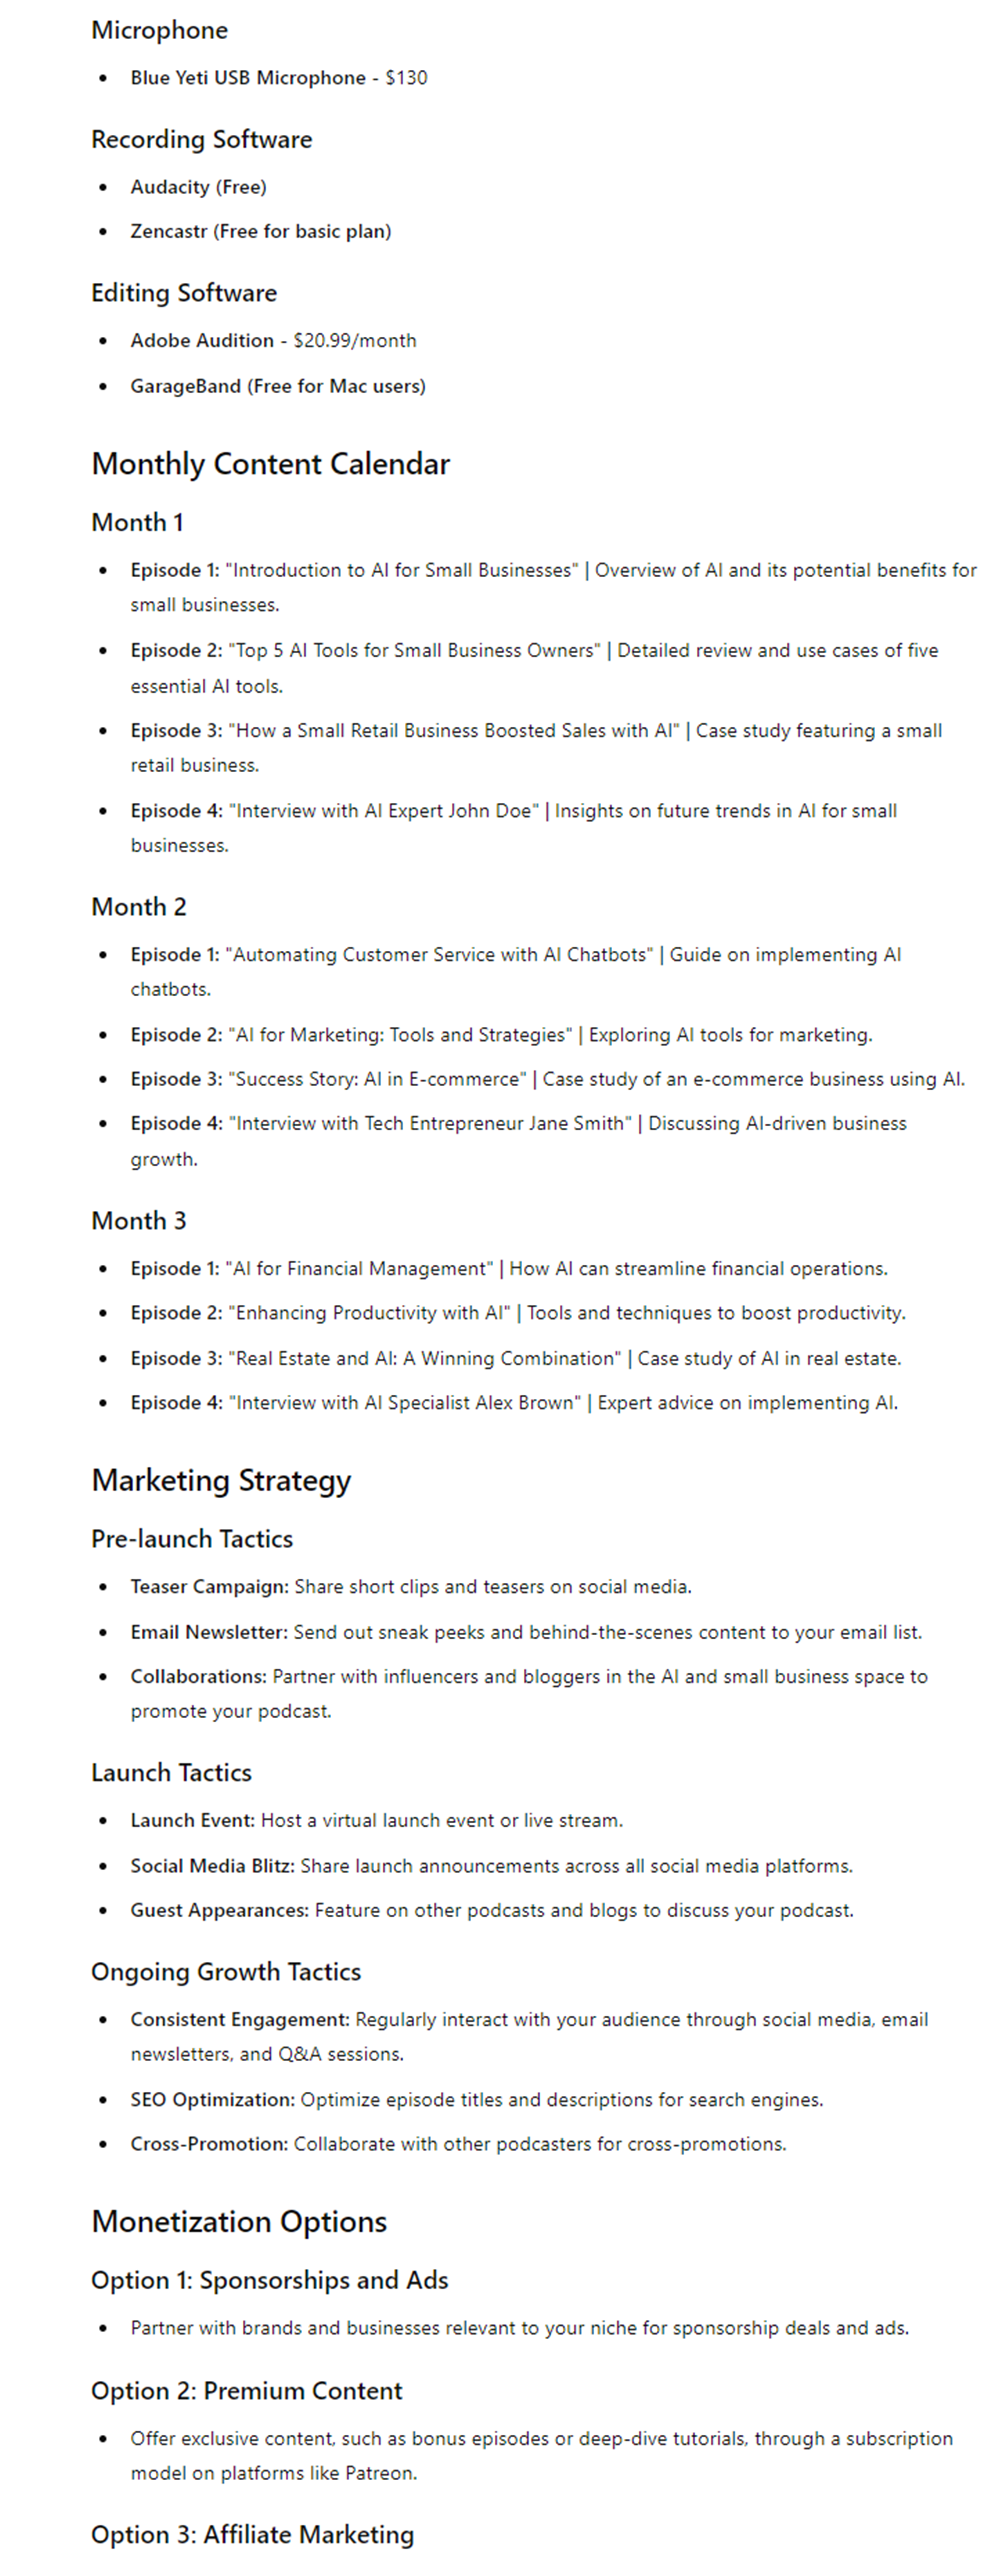 Microphone
• Blue Yeti USB Microphone - $130
Recording Software
• Audacity (Free)
• Zencastr (Free for basic plan)
Editing Software
• Adobe Audition - $20.99/month
• GarageBand (Free for Mac users)
Monthly Content Calendar
Month 1
• Episode 1: "Introduction to AI for Small Businesses" | Overview of AI and its potential benefits for
small businesses.
• Episode 2: "Top 5 AI Tools for Small Business Owners" | Detailed review and use cases of five
essential AI tools.
• Episode 3: "How a Small Retail Business Boosted Sales with AI" | Case study featuring a small
retail business.
• Episode 4: "Interview with AI Expert John Doe" | Insights on future trends in AI for small
businesses.
Month 2
• Episode 1: "Automating Customer Service with AI Chatbots" | Guide on implementing AI
chatbots.
• Episode 2: "AI for Marketing: Tools and Strategies" | Exploring AI tools for marketing.
• Episode 3: "Success Story: AI in E-commerce" | Case study of an e-commerce business using AI.
• Episode 4: "Interview with Tech Entrepreneur Jane Smith" | Discussing AI-driven business
growth.
Month 3
• Episode 1: "AI for Financial Management" | How AI can streamline financial operations.
• Episode 2: "Enhancing Productivity with AI" | Tools and techniques to boost productivity.
• Episode 3: "Real Estate and AI: A Winning Combination" | Case study of AI in real estate.
• Episode 4: "Interview with AI Specialist Alex Brown" | Expert advice on implementing AI.
Marketing Strategy
Pre-launch Tactics
• Teaser Campaign: Share short clips and teasers on social media.
• Email Newsletter: Send out sneak peeks and behind-the-scenes content to your email list.
• Collaborations: Partner with influencers and bloggers in the AI and small business space to
promote your podcast.
Launch Tactics
• Launch Event: Host a virtual launch event or live stream.
• Social Media Blitz: Share launch announcements across all social media platforms.
• Guest Appearances: Feature on other podcasts and blogs to discuss your podcast.
Ongoing Growth Tactics
• Consistent Engagement: Regularly interact with your audience through social media, email
newsletters, and Q&A sessions.
• SEO Optimization: Optimize episode titles and descriptions for search engines.
• Cross-Promotion: Collaborate with other podcasters for cross-promotions.
Monetization Options
Option 1: Sponsorships and Ads
• Partner with brands and businesses relevant to your niche for sponsorship deals and ads.
Option 2: Premium Content
• Offer exclusive content, such as bonus episodes or deep-dive tutorials, through a subscription
model on platforms like Patreon.
Option 3: Affiliate Marketing